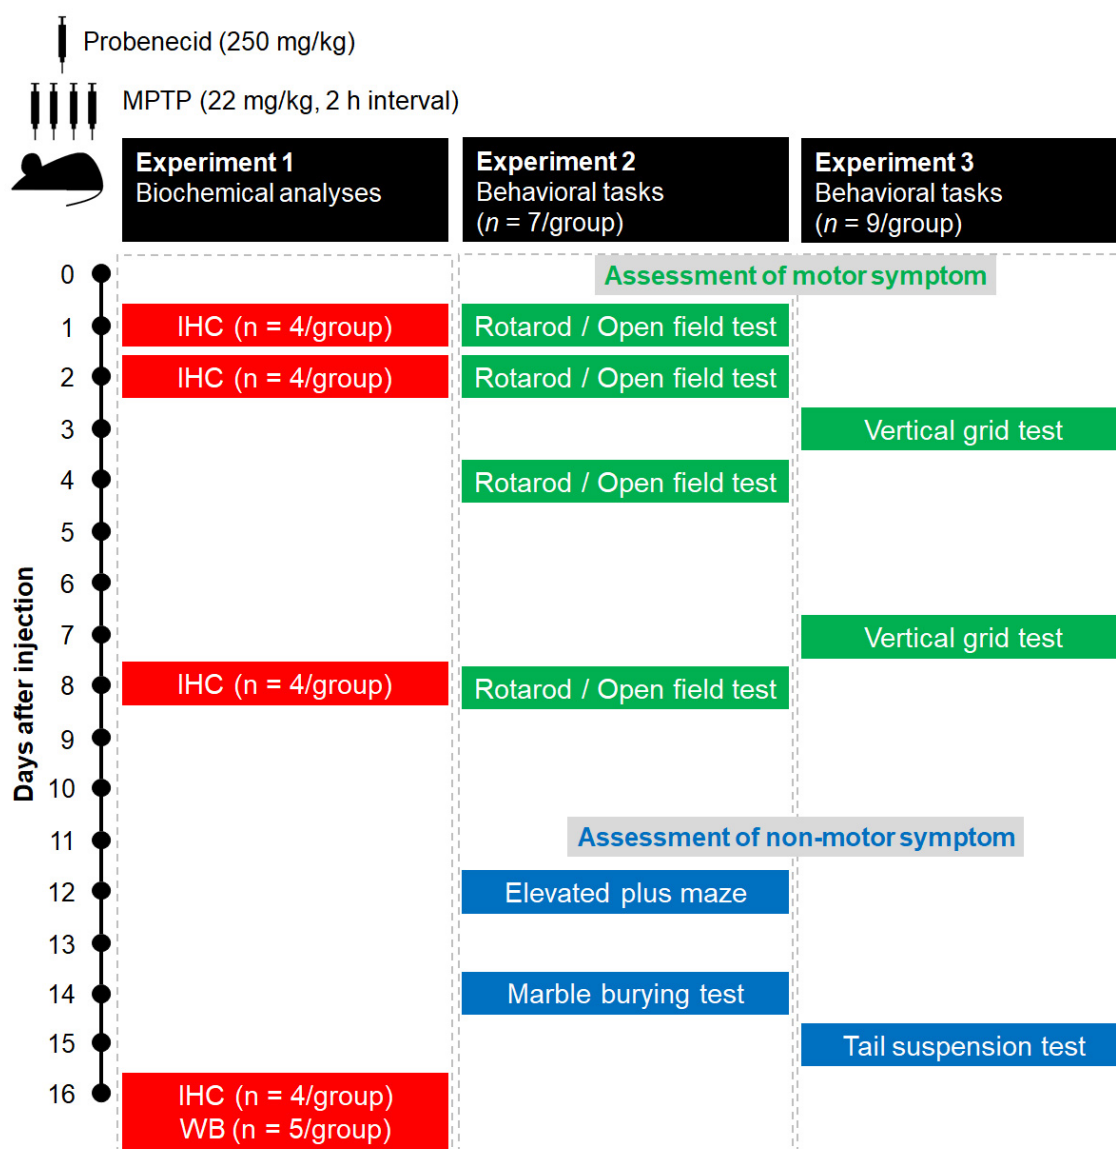 Probenecid (250 mg/kg)
MPTP (22 mg/kg, 2 h interval)
Experiment 1
Biochemical analyses
Experiment 2
Behavioral tasks
(n = 7/group)
Experiment 3
Behavioral tasks
(n = 9/group)
Days after injection
0
Assessment of motor symptom
1
IHC (n = 4/group)
Rotarod / Open field test
2
IHC (n = 4/group)
Rotarod / Open field test
3
Vertical grid test
4
Rotarod / Open field test
5
6
7
Vertical grid test
8
IHC (n = 4/group)
Rotarod / Open field test
9
10
11
Assessment of non-motor symptom
12
Elevated plus maze
13
14
Marble burying test
15
Tail suspension test
16
IHC (n = 4/group)
WB (n = 5/group)